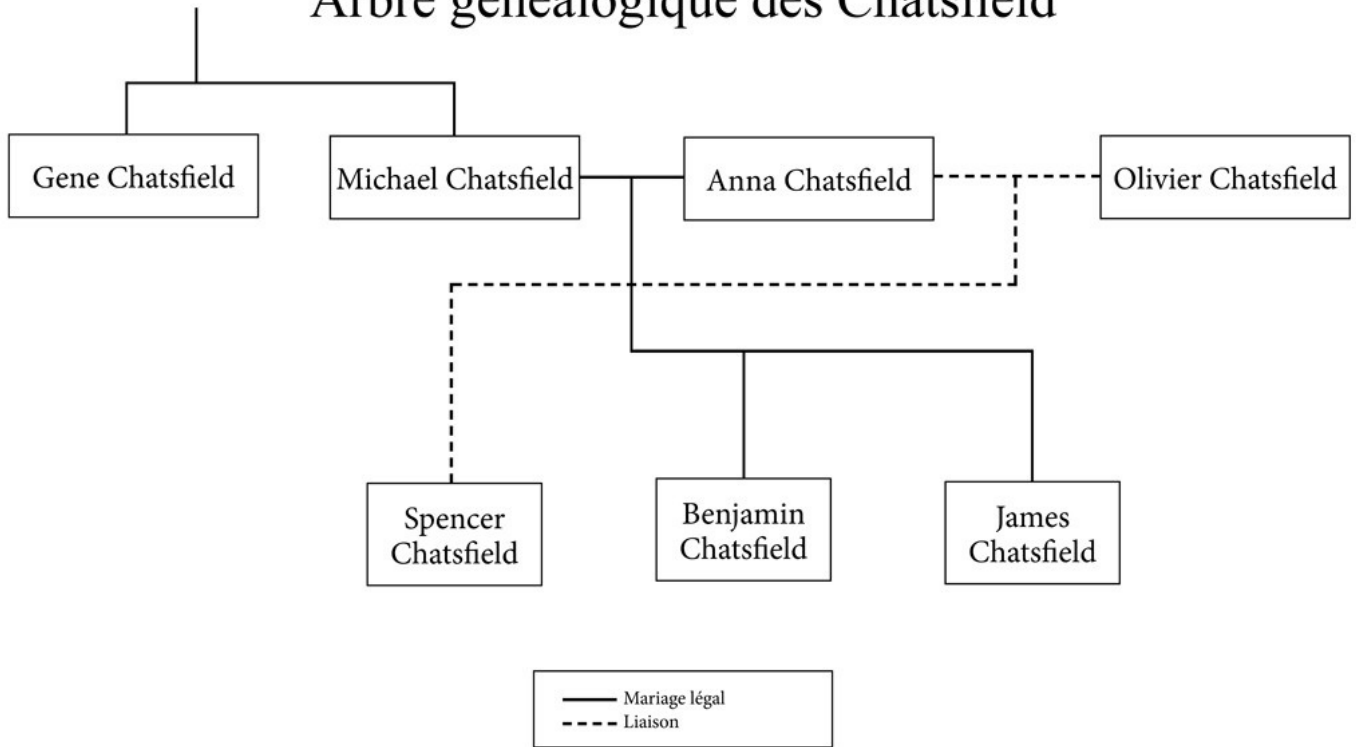 Arbre généalogique des Chatsfield
Gene Chatsfield
Michael Chatsfield
Anna Chatsfield
Olivier Chatsfield
Spencer
Chatsfield
Benjamin
Chatsfield
James
Chatsfield
Mariage légal
Liaison